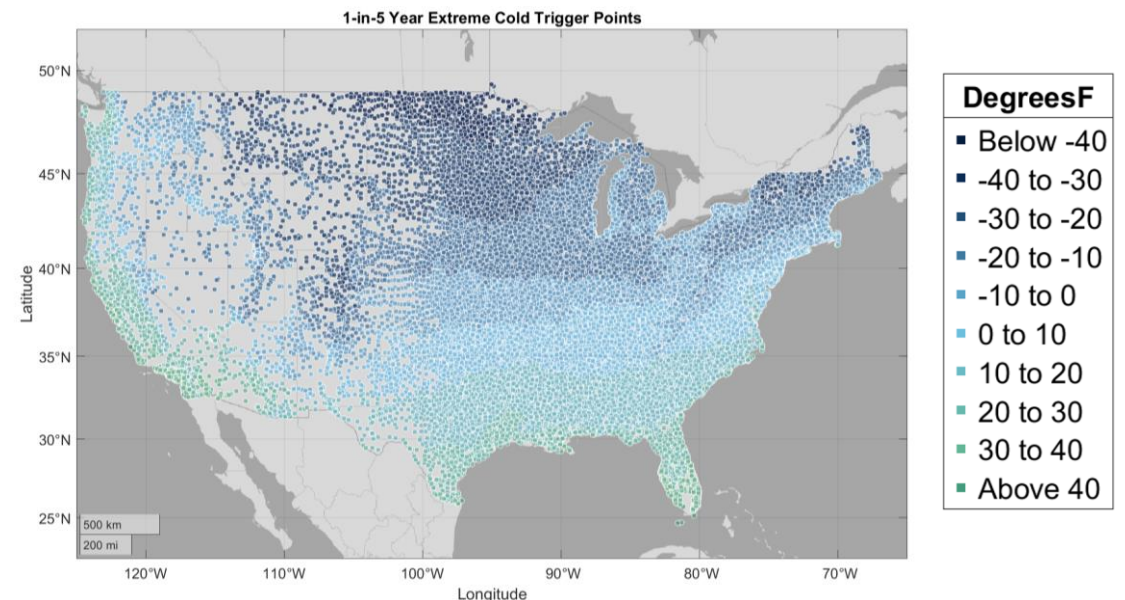 1-in-5 Year Extreme Cold Trigger Points
50°N
45°N
40°N
35°N
30°N
25°N
Latitude
500 km
200 mi
120°W 110°W 100°W 90°W 80°W 70°W
Longitude
DegreesF
Below -40
-40 to -30
-30 to -20
-20 to -10
-10 to 0
0 to 10
10 to 20
20 to 30
30 to 40
Above 40